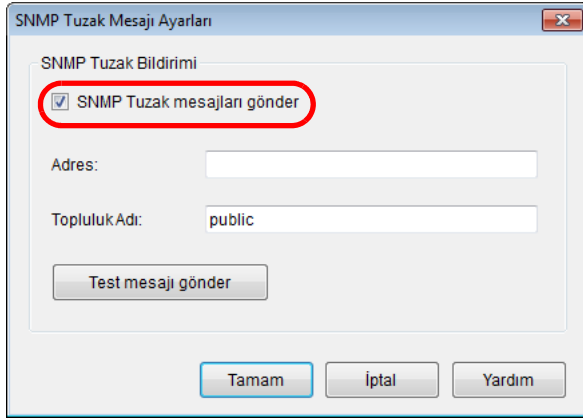 SNMP Tuzak Mesajı Ayarları
SNMP Tuzak Bildirimi
SNMP Tuzak mesajları gönder
Adres:
Topluluk Adı: public
Test mesajı gönder
Tamam İptal Yardım